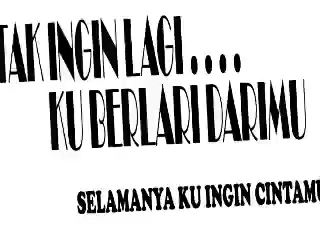 TAK INGIN LAGI....
KU BERLARI DARIMU
SELAMANYA KU INGIN CINTAMU